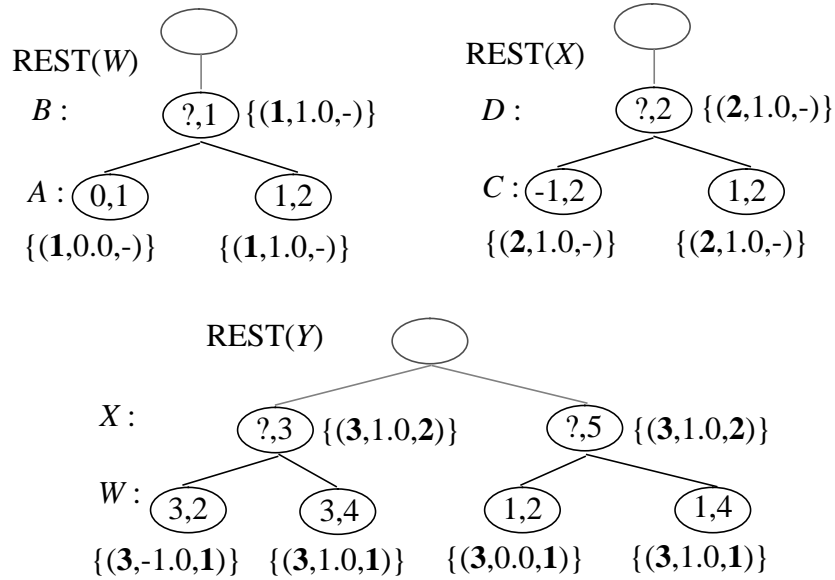 REST(W)
B : ?,1 {(1,1.0,-)}
A : 0,1 1,2
{(1,0.0,-)} {(1,1.0,-)}
REST(X)
D : ?,2 {(2,1.0,-)}
C : -1,2 1,2
{(2,1.0,-)} {(2,1.0,-)}
REST(Y)
X : ?,3 {(3,1.0,2)} ?,5 {(3,1.0,2)}
W : 3,2 3,4 1,2 1,4
{(3,-1.0,1)} {(3,1.0,1)} {(3,0.0,1)} {(3,1.0,1)}